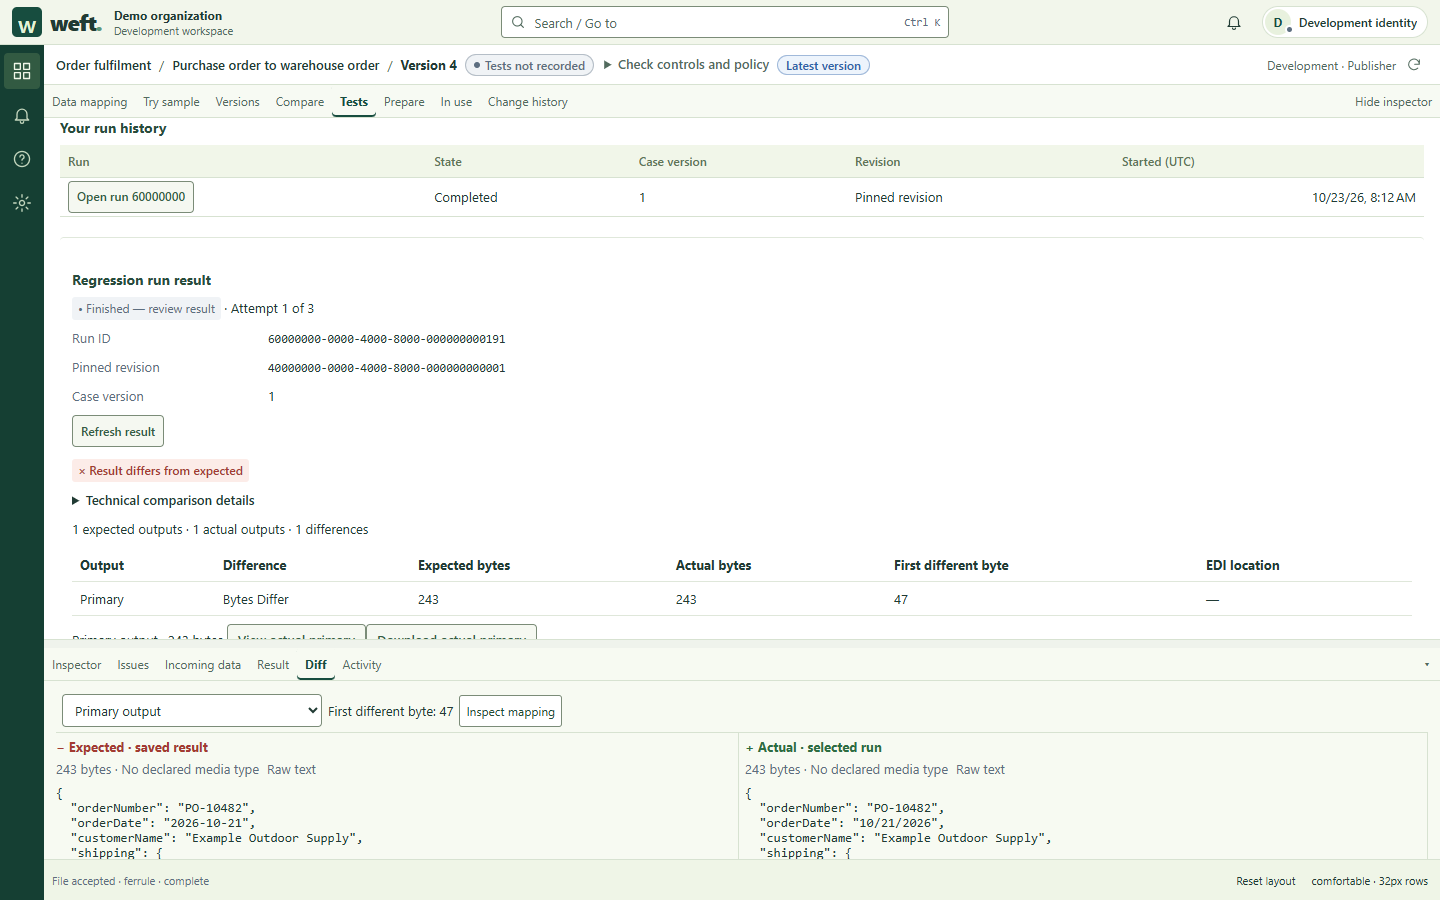 w weft.
Demo organization
Development workspace
Search / Go to Ctrl K
D Development identity
Order fulfilment / Purchase order to warehouse order / Version 4 Tests not recorded Check controls and policy Latest version Development · Publisher
Data mapping Try sample Versions Compare Tests Prepare In use Change history Hide inspector
Your run history
Run State Case version Revision Started (UTC)
Open run 60000000 Completed 1 Pinned revision 10/23/26, 8:12 AM
Regression run result
• Finished — review result · Attempt 1 of 3
Run ID 60000000-0000-4000-8000-000000000191
Pinned revision 40000000-0000-4000-8000-000000000001
Case version 1
Refresh result
× Result differs from expected
Technical comparison details
1 expected outputs · 1 actual outputs · 1 differences
Output Difference Expected bytes Actual bytes First different byte EDI location
Primary Bytes Differ 243 243 47 —
Primary output · 243 bytes View actual primary Download actual primary
Inspector Issues Incoming data Result Diff Activity
Primary output First different byte: 47 Inspect mapping
– Expected · saved result
243 bytes · No declared media type Raw text
{
"orderNumber": "PO-10482",
"orderDate": "2026-10-21",
"customerName": "Example Outdoor Supply",
"shipping": {
+ Actual · selected run
243 bytes · No declared media type Raw text
{
"orderNumber": "PO-10482",
"orderDate": "10/21/2026",
"customerName": "Example Outdoor Supply",
"shipping": {
File accepted · ferrule · complete Reset layout comfortable · 32px rows